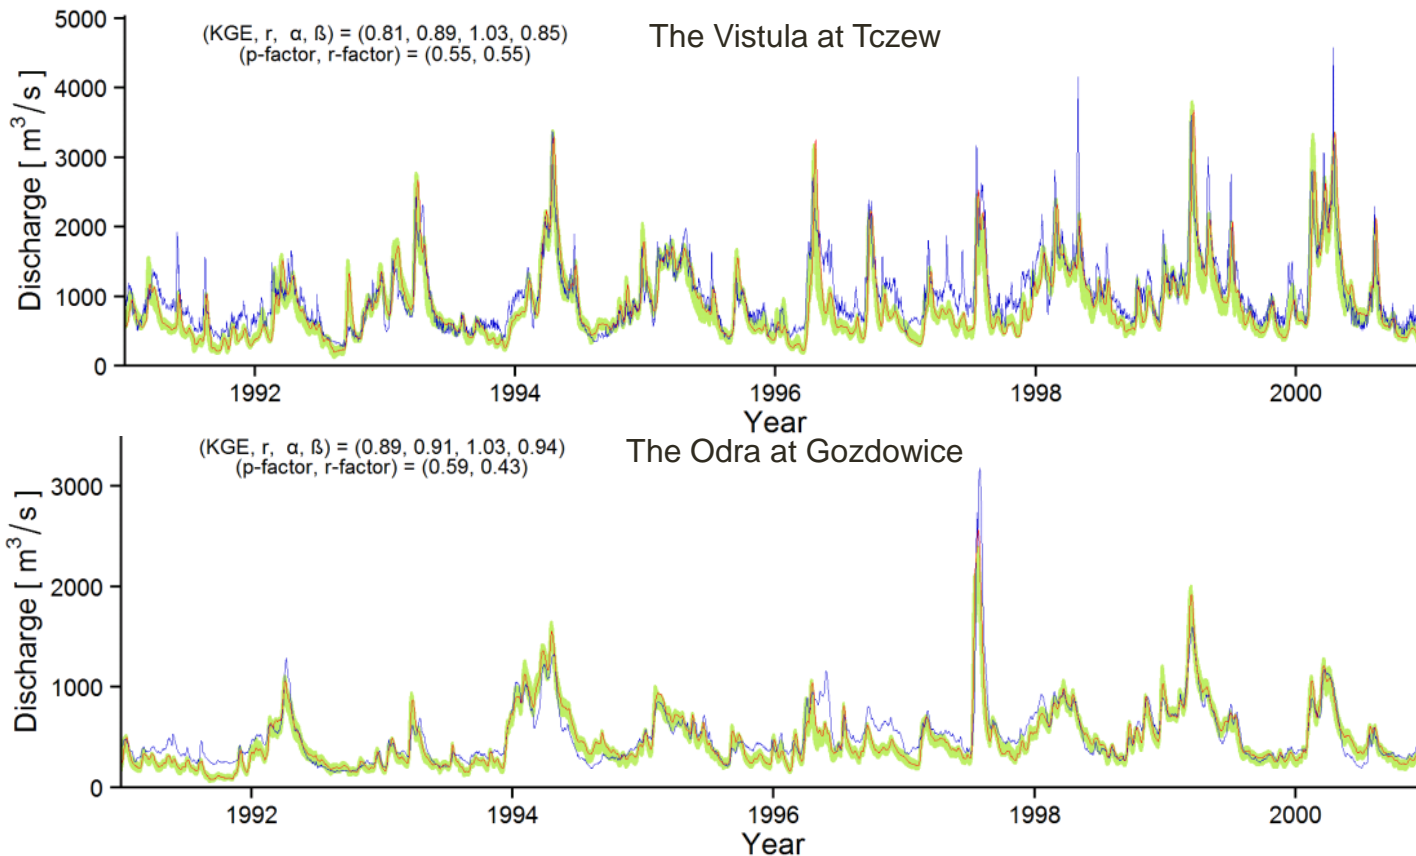 The Vistula at Tczew
(KGE, r, α, ß) = (0.81, 0.89, 1.03, 0.85)
(p-factor, r-factor) = (0.55, 0.55)
Discharge [ m³/s ]
5000
4000
3000
2000
1000
0
1992 1994 1996 1998 2000
Year
The Odra at Gozdowice
(KGE, r, α, ß) = (0.89, 0.91, 1.03, 0.94)
(p-factor, r-factor) = (0.59, 0.43)
Discharge [ m³/s ]
3000
2000
1000
0
1992 1994 1996 1998 2000
Year